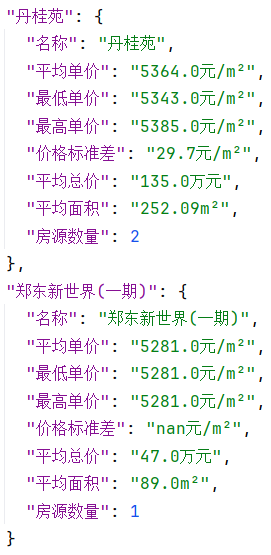 "丹桂苑": {
"名称": "丹桂苑",
"平均单价": "5364.0元/m²",
"最低单价": "5343.0元/m²",
"最高单价": "5385.0元/m²",
"价格标准差": "29.7元/m²",
"平均总价": "135.0万元",
"平均面积": "252.09m²",
"房源数量": 2
},
"郑东新世界(一期)": {
"名称": "郑东新世界(一期)",
"平均单价": "5281.0元/m²",
"最低单价": "5281.0元/m²",
"最高单价": "5281.0元/m²",
"价格标准差": "nan元/m²",
"平均总价": "47.0万元",
"平均面积": "89.0m²",
"房源数量": 1
}